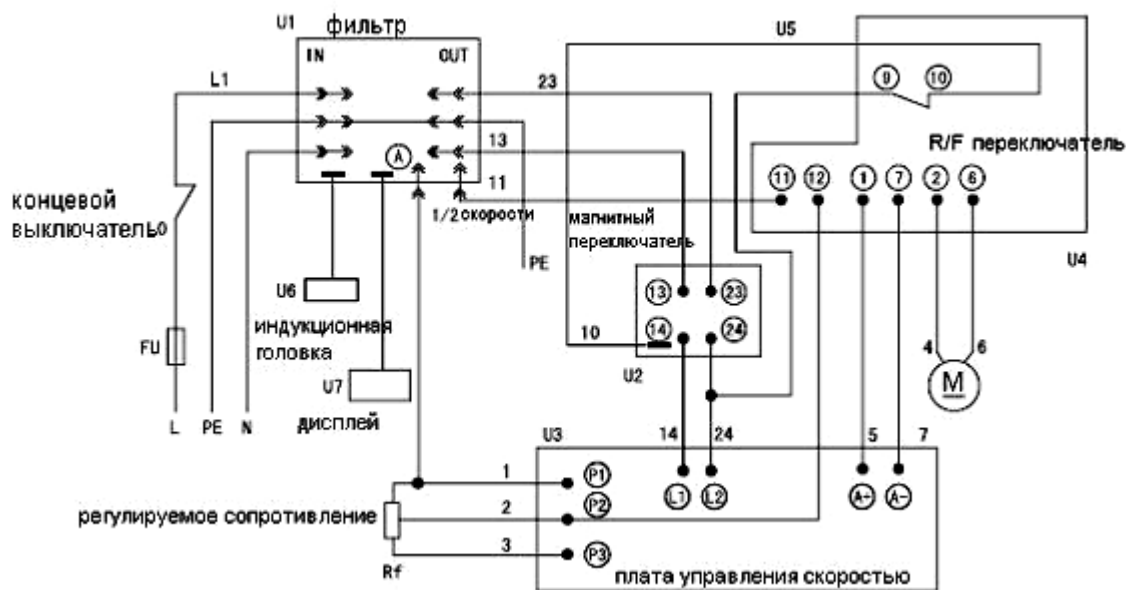 U1 фильтр
IN OUT
U5
L1
23
9 10
R/F переключатель
13
A
11
11 12 1 7 2 6
концевой
выключательo
1/2 скорости
магнитный
переключатель
PE
U4
U6
13 23
индукционная
головка
10
14 24
FU
4 6
U7
U2
M
L PE N
дисплей
U3
14 24
5 7
1
P1
L1 L2
A+ A-
P2
регулируемое сопротивление
2
3
P3
Rf
плата управления скоростью